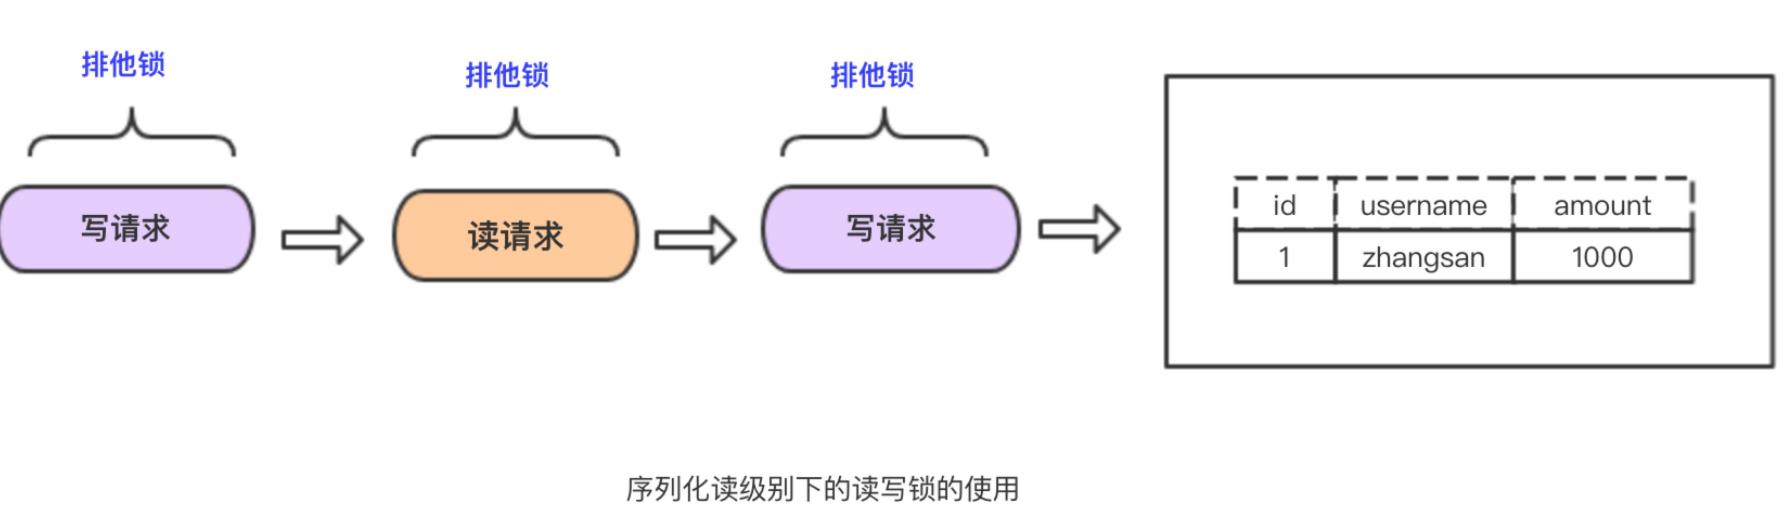 排他锁
排他锁
排他锁
写请求
读请求
写请求
id username amount
1 zhangsan 1000
序列化读级别下的读写锁的使用